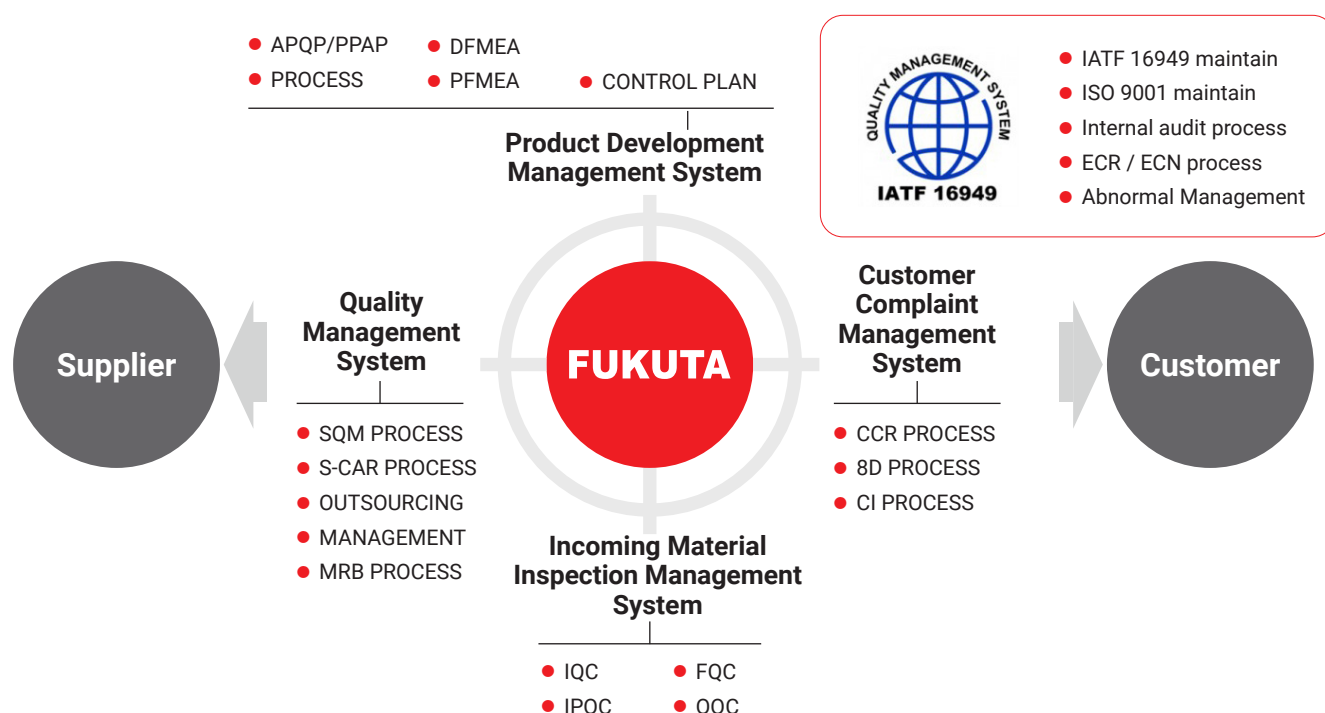 APQP/PPAP
DFMEA
PROCESS
PFMEA
CONTROL PLAN
Product Development
Management System
QUALITY MANAGEMENT SYSTEM
IATF 16949
IATF 16949 maintain
ISO 9001 maintain
Internal audit process
ECR / ECN process
Abnormal Management
Supplier
Quality
Management
System
SQM PROCESS
S-CAR PROCESS
OUTSOURCING
MANAGEMENT
MRB PROCESS
FUKUTA
Customer
Complaint
Management
System
CCR PROCESS
8D PROCESS
CI PROCESS
Customer
Incoming Material
Inspection Management
System
IQC
FQC
IPQC
OQC